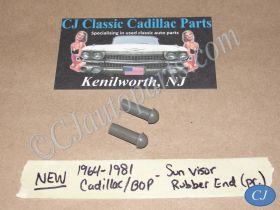 CJ Classic Cadillac Parts
Specializing in used classic auto parts
Kenilworth, NJ
©CJautoparts.com
NEW 1964-1981 Cadillac/BOP - Sun Visor Rubber End (pr.)
CJ